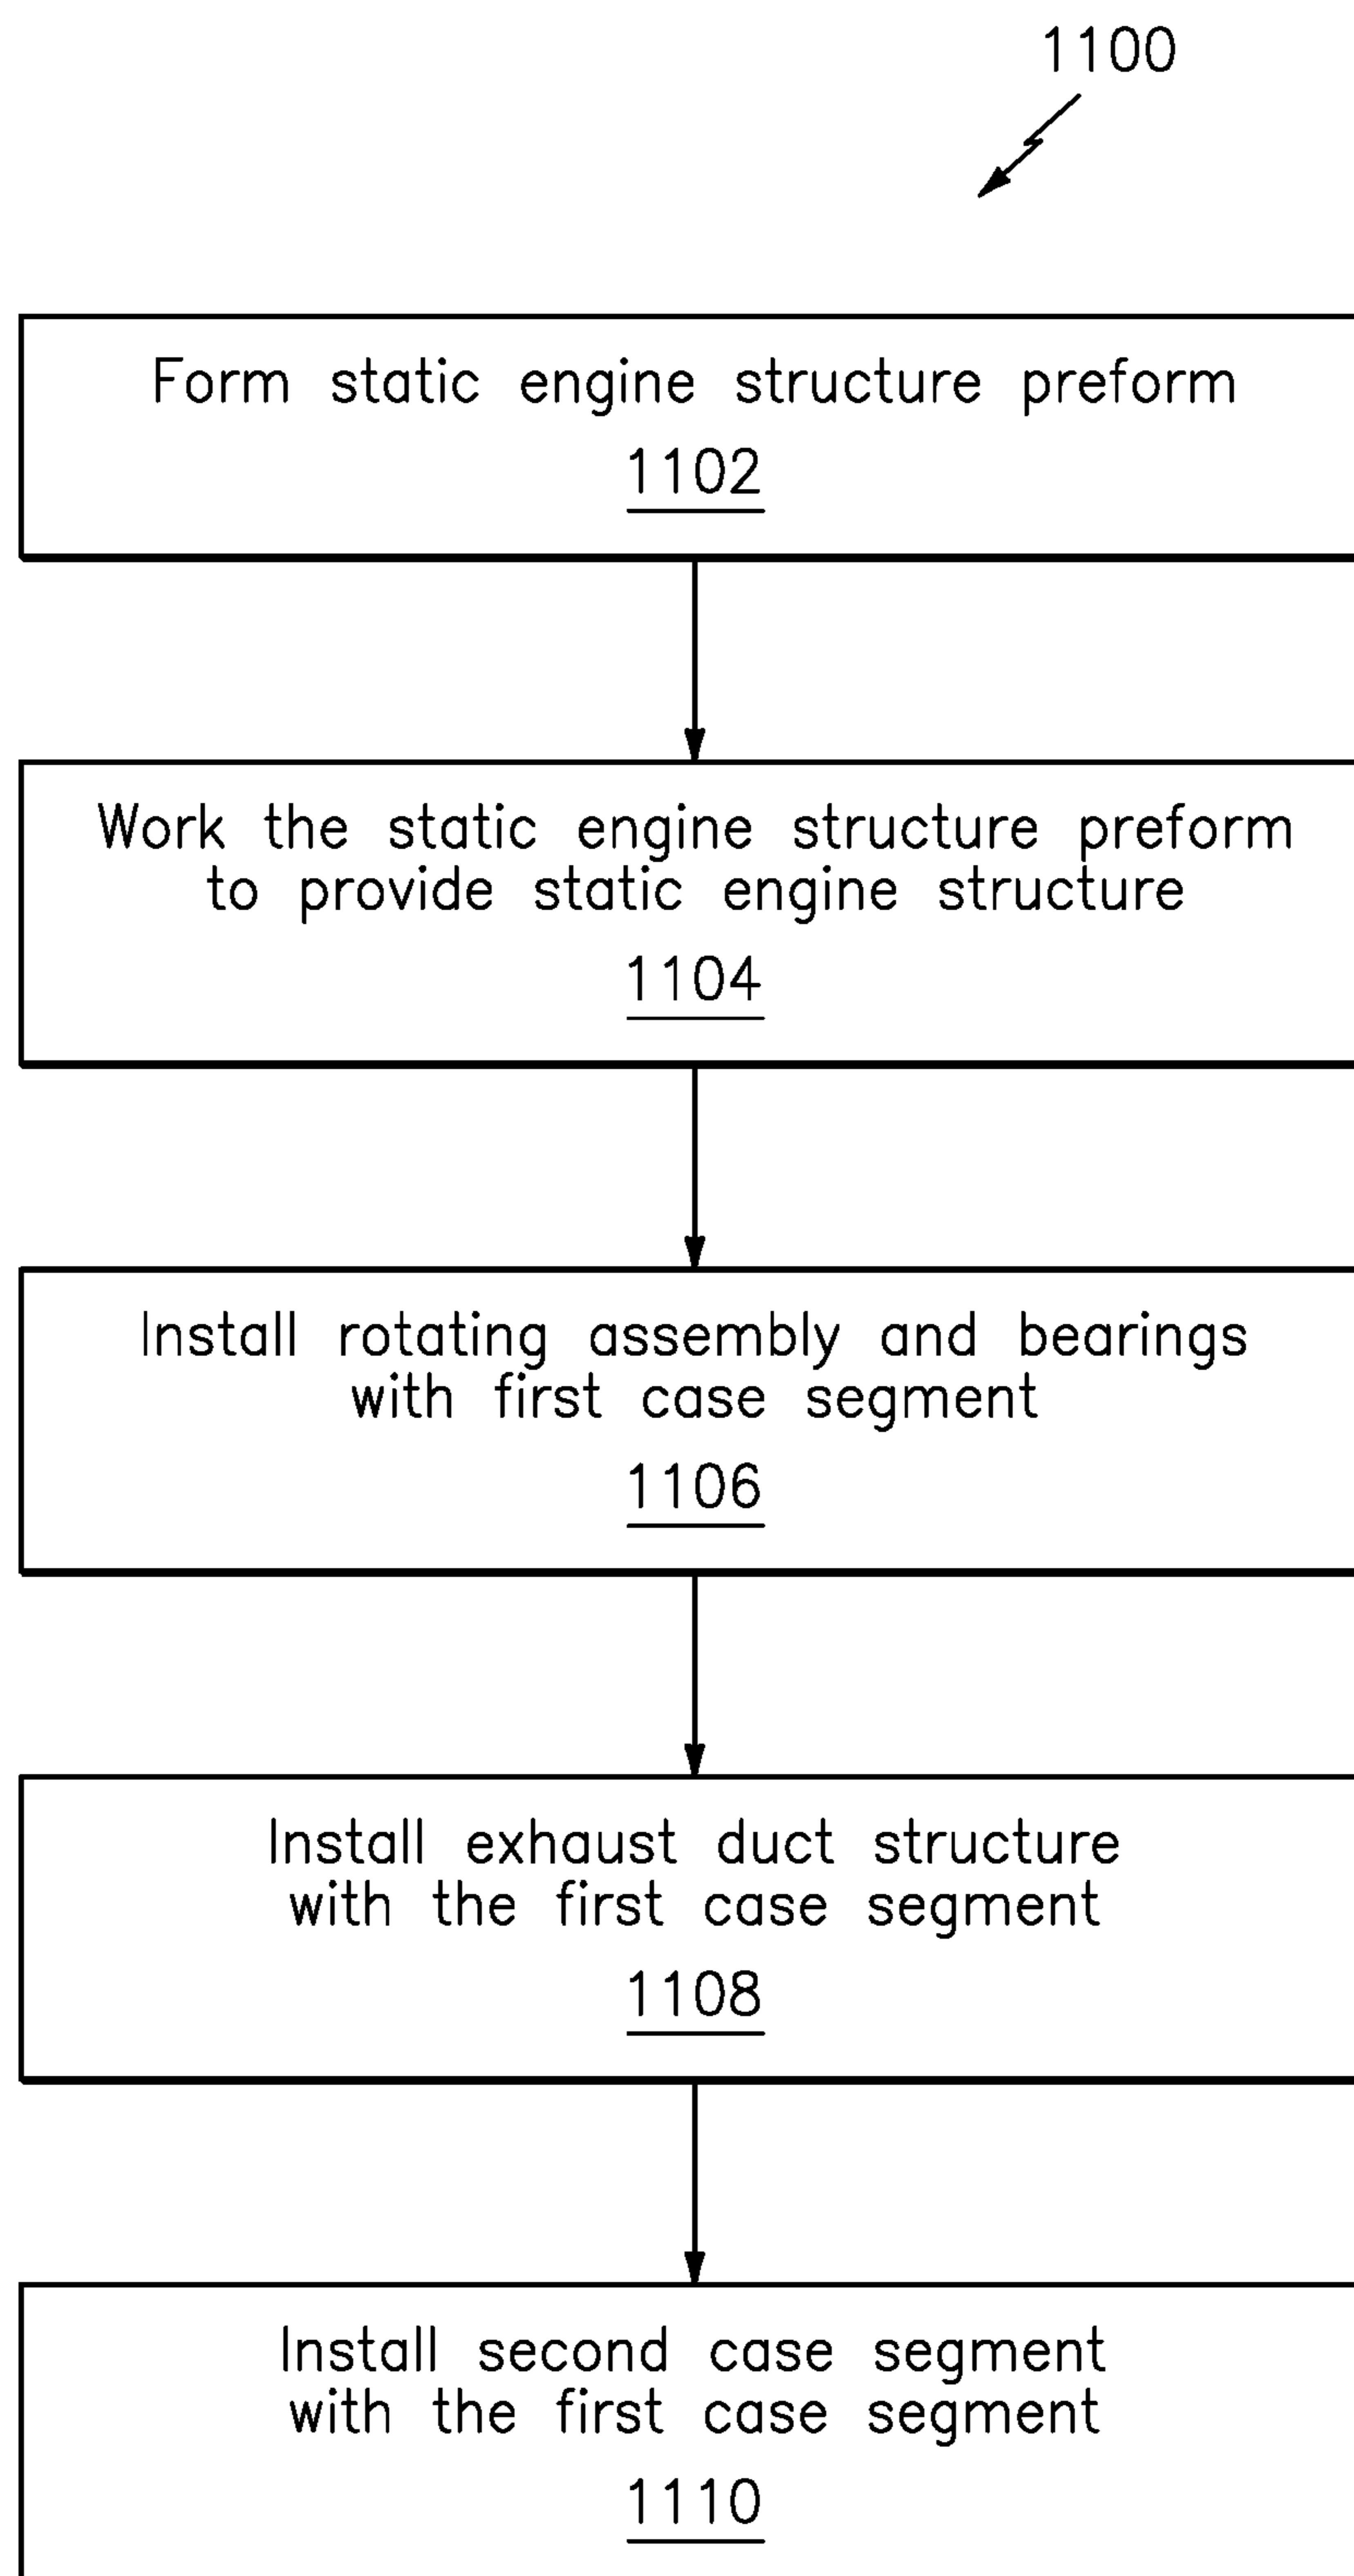 1100
Form static engine structure preform
1102
Work the static engine structure preform
to provide static engine structure
1104
Install rotating assembly and bearings
with first case segment
1106
Install exhaust duct structure
with the first case segment
1108
Install second case segment
with the first case segment
1110